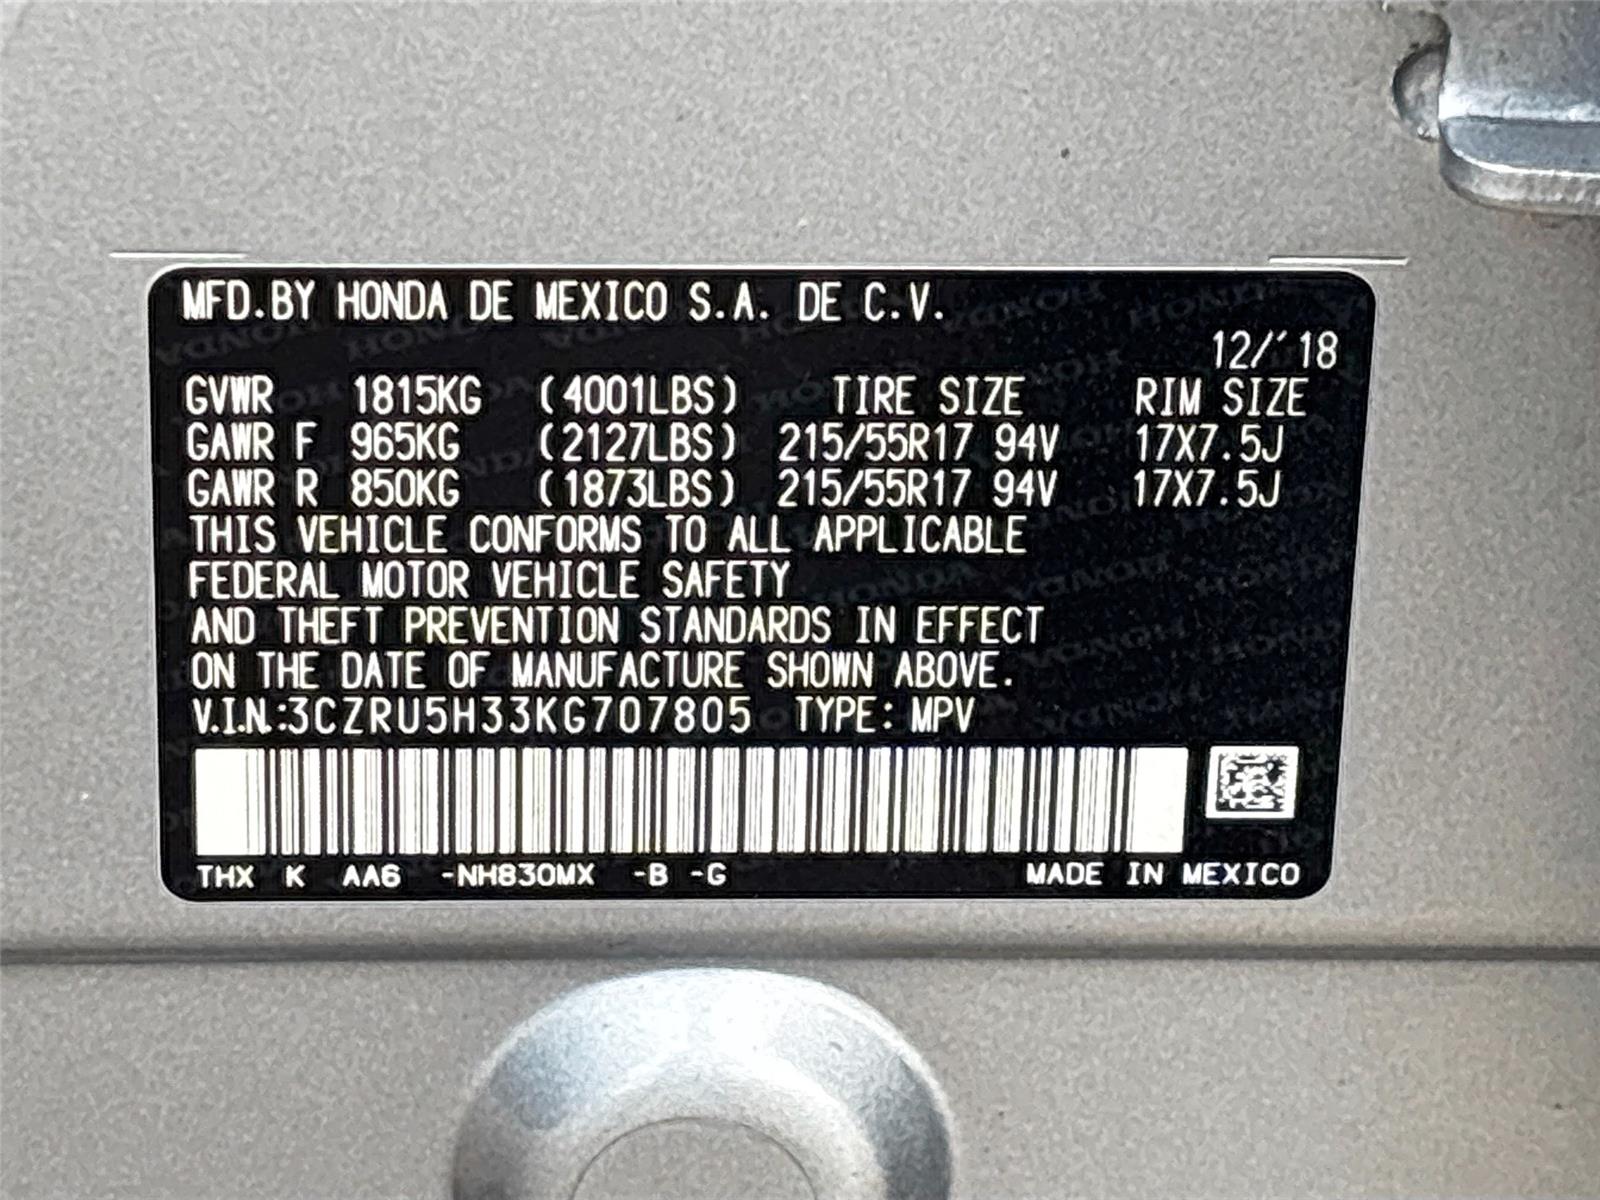 MFD.BY HONDA DE MEXICO S.A. DE C.V.
12/'18
GVWR 1815KG (4001LBS) TIRE SIZE RIM SIZE
GAWR F 965KG (2127LBS) 215/55R17 94V 17X7.5J
GAWR R 850KG (1873LBS) 215/55R17 94V 17X7.5J
THIS VEHICLE CONFORMS TO ALL APPLICABLE
FEDERAL MOTOR VEHICLE SAFETY
AND THEFT PREVENTION STANDARDS IN EFFECT
ON THE DATE OF MANUFACTURE SHOWN ABOVE.
V.I.N.:3CZRU5H33KG707805 TYPE: MPV
THX K AA6 -NH830MX -B -G MADE IN MEXICO